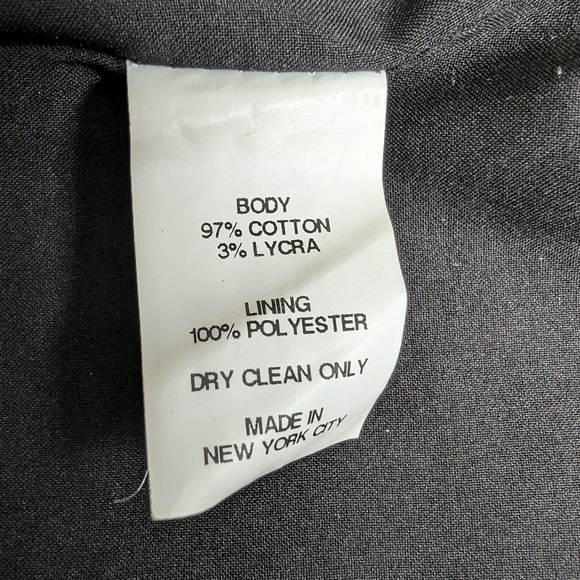 BODY
97% COTTON
3% LYCRA
LINING
100% POLYESTER
DRY CLEAN ONLY
MADE IN
NEW YORK CITY